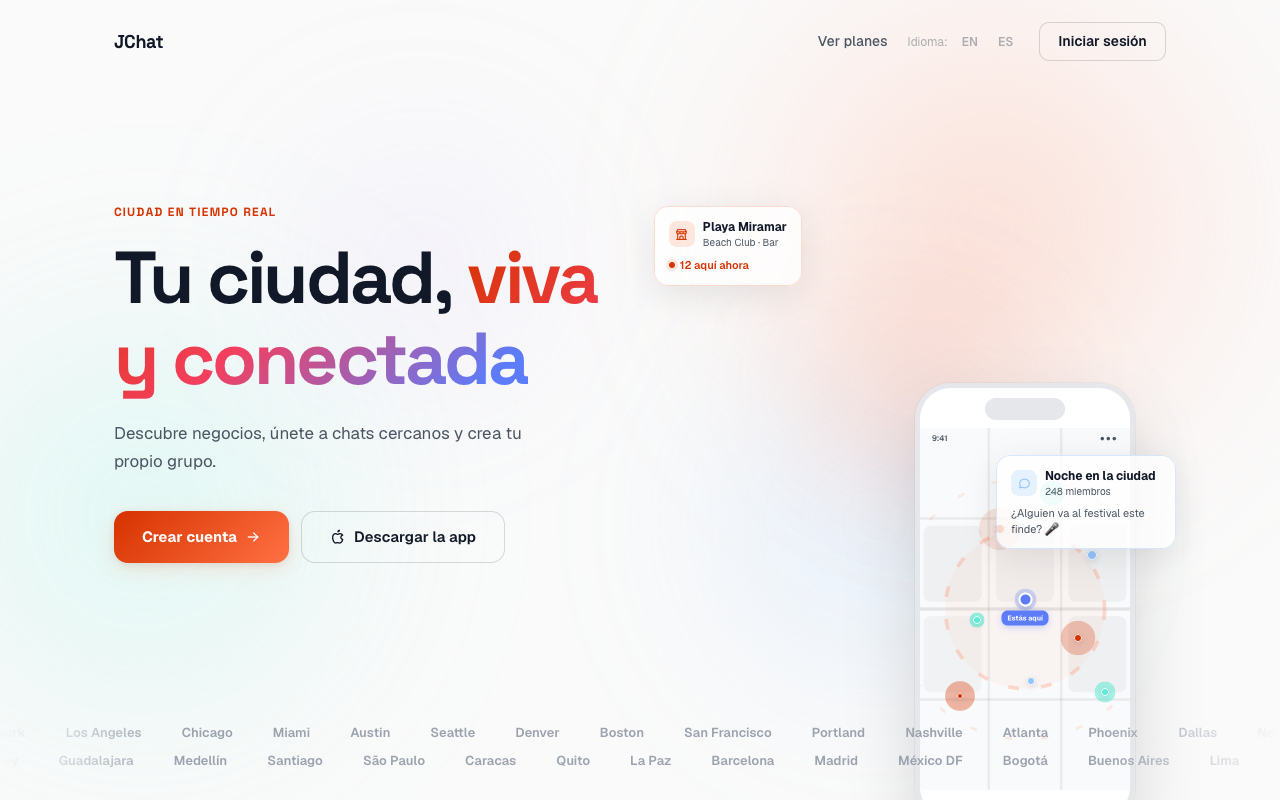 JChat
Ver planes
Idioma:
EN
ES
Iniciar sesión
CIUDAD EN TIEMPO REAL
Tu ciudad, viva
y conectada
Descubre negocios, únete a chats cercanos y crea tu
propio grupo.
Crear cuenta →
Descargar la app
Playa Miramar
Beach Club · Bar
12 aquí ahora
9:41
Noche en la ciudad
248 miembros
¿Alguien va al festival este
finde? 🎤
Estás aquí
Los Angeles Chicago Miami Austin Seattle Denver Boston San Francisco Portland Nashville Atlanta Phoenix Dallas
Guadalajara Medellín Santiago São Paulo Caracas Quito La Paz Barcelona Madrid México DF Bogotá Buenos Aires Lima